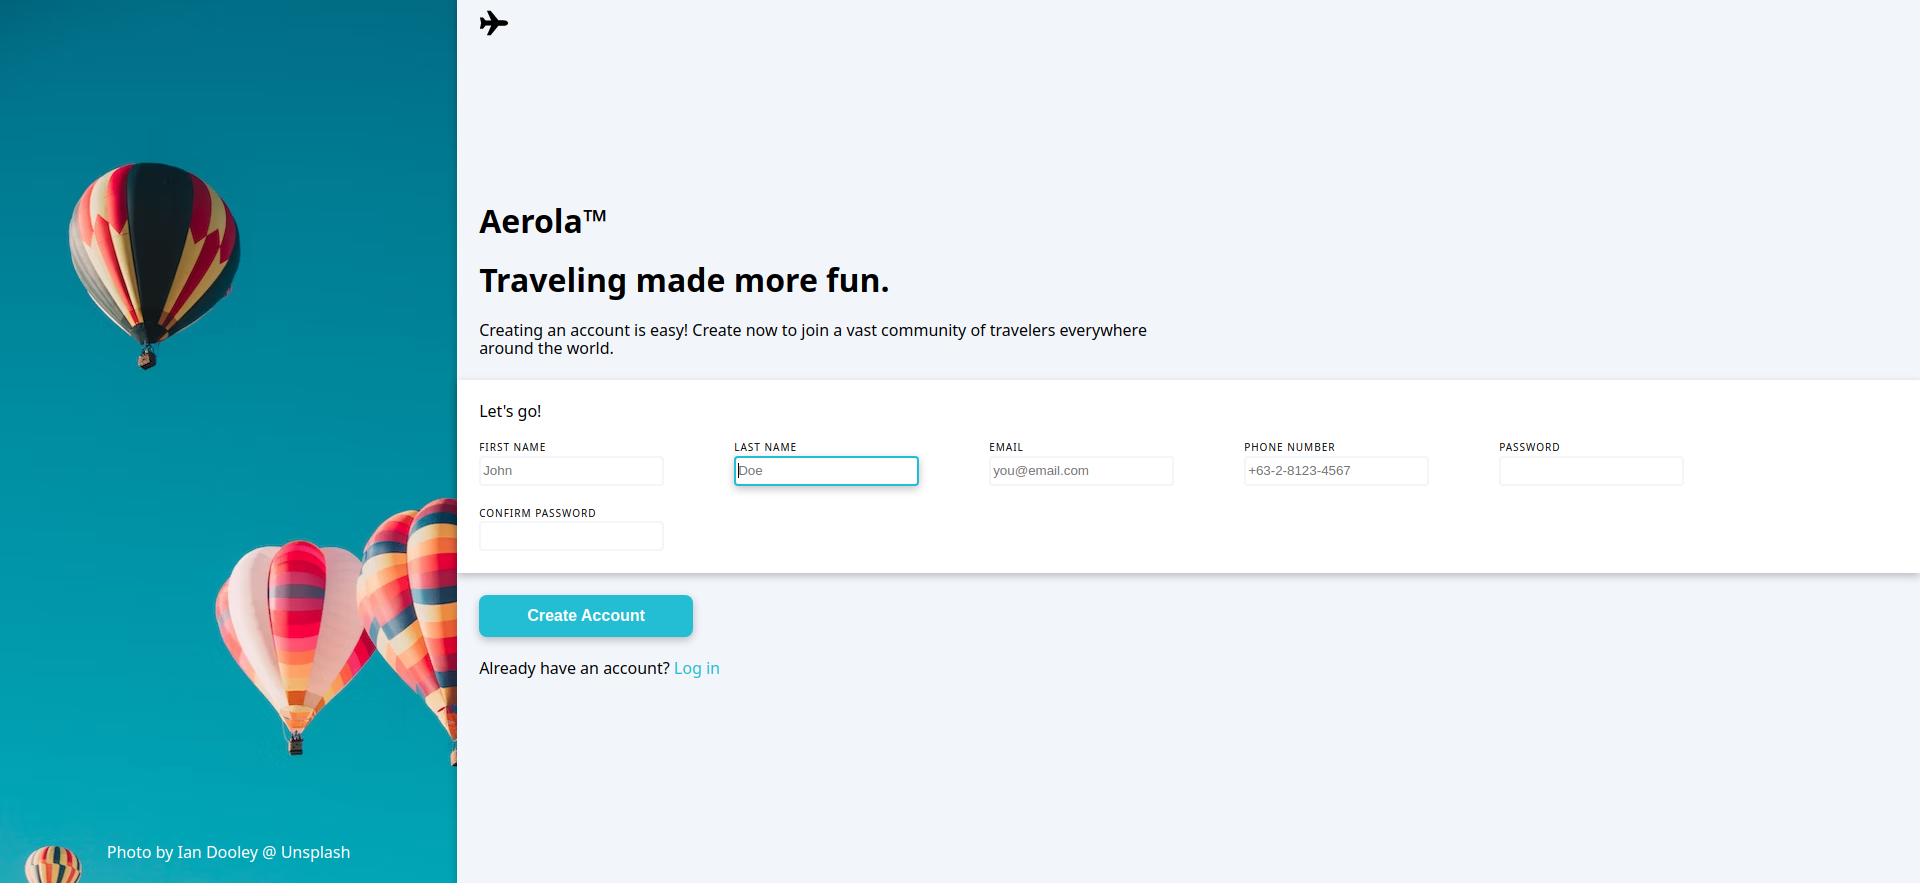 Aerola™
Traveling made more fun.
Creating an account is easy! Create now to join a vast community of travelers everywhere
around the world.
Let's go!
FIRST NAME
John
LAST NAME
Doe
EMAIL
you@email.com
PHONE NUMBER
+63-2-8123-4567
PASSWORD
CONFIRM PASSWORD
Create Account
Already have an account? Log in
Photo by Ian Dooley @ Unsplash